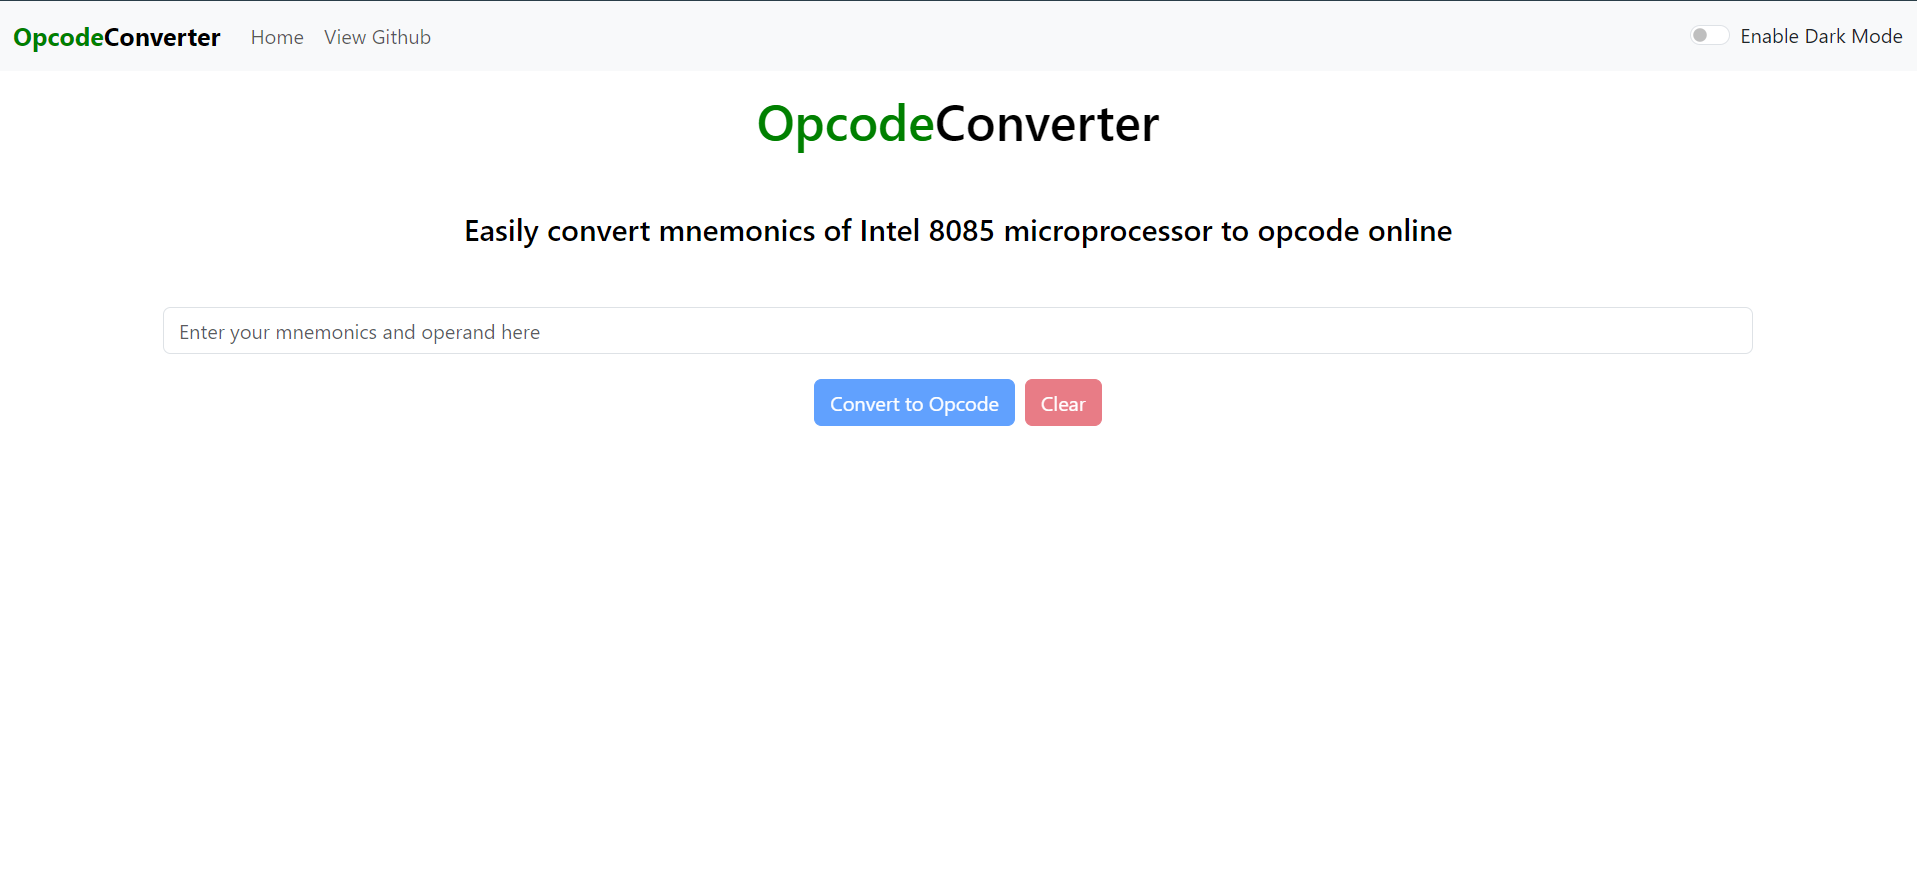 OpcodeConverter Home View Github Enable Dark Mode
OpcodeConverter
Easily convert mnemonics of Intel 8085 microprocessor to opcode online
Enter your mnemonics and operand here
Convert to Opcode Clear